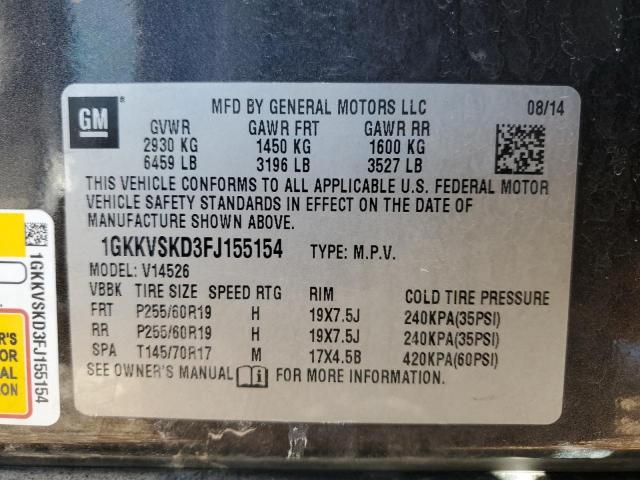 GM
MFD BY GENERAL MOTORS LLC 08/14
GVWR GAWR FRT GAWR RR
2930 KG 1450 KG 1600 KG
6459 LB 3196 LB 3527 LB
THIS VEHICLE CONFORMS TO ALL APPLICABLE U.S. FEDERAL MOTOR
VEHICLE SAFETY STANDARDS IN EFFECT ON THE DATE OF
MANUFACTURE SHOWN ABOVE.
1GKKVSKD3FJ155154 TYPE: M.P.V.
MODEL: V14526
VBBK TIRE SIZE SPEED RTG RIM COLD TIRE PRESSURE
FRT P255/60R19 H 19X7.5J 240KPA(35PSI)
RR P255/60R19 H 19X7.5J 240KPA(35PSI)
SPA T145/70R17 M 17X4.5B 420KPA(60PSI)
SEE OWNER'S MANUAL FOR MORE INFORMATION.
1GKKVSKD3FJ155154